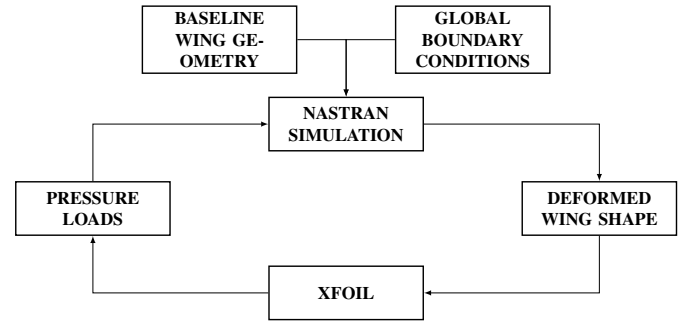 BASELINE
WING GE-
OMETRY
GLOBAL
BOUNDARY
CONDITIONS
NASTRAN
SIMULATION
PRESSURE
LOADS
DEFORMED
WING SHAPE
XFOIL